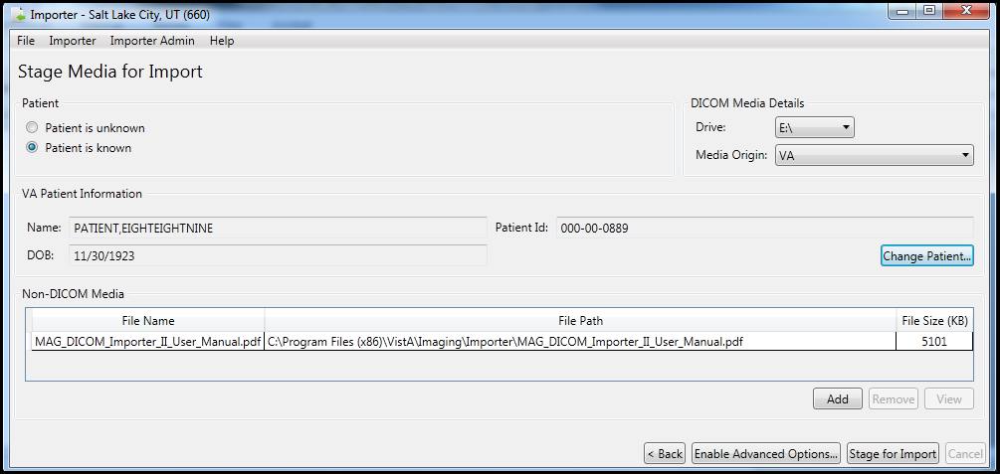 Importer - Salt Lake City, UT (660)
File Importer Importer Admin Help
Stage Media for Import
Patient
Patient is unknown
Patient is known
DICOM Media Details
Drive: E:\
Media Origin: VA
VA Patient Information
Name: PATIENT,EIGHTEIGHTNINE Patient Id: 000-00-0889
DOB: 11/30/1923 Change Patient...
Non-DICOM Media
File Name File Path File Size (KB)
MAG_DICOM_Importer_II_User_Manual.pdf C:\Program Files (x86)\VistA\Imaging\Importer\MAG_DICOM_Importer_II_User_Manual.pdf 5101
Add Remove View
< Back Enable Advanced Options... Stage for Import Cancel